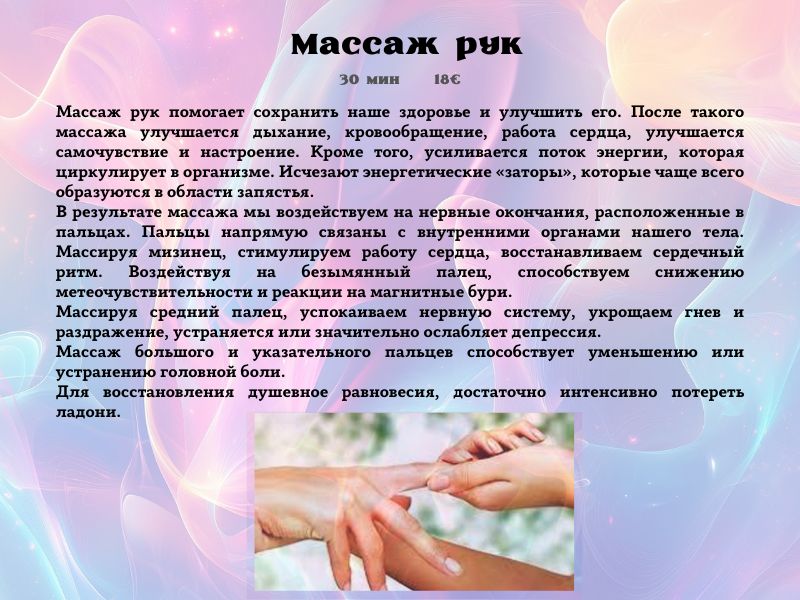 Массаж рук
30 мин 18€
Массаж рук помогает сохранить наше здоровье и улучшить его. После такого
массажа улучшается дыхание, кровообращение, работа сердца, улучшается
самочувствие и настроение. Кроме того, усиливается поток энергии, которая
циркулирует в организме. Исчезают энергетические «заторы», которые чаще всего
образуются в области запястья.
В результате массажа мы воздействуем на нервные окончания, расположенные в
пальцах. Пальцы напрямую связаны с внутренними органами нашего тела.
Массируя мизинец, стимулируем работу сердца, восстанавливаем сердечный
ритм. Воздействуя на безымянный палец, способствуем снижению
метеочувствительности и реакции на магнитные бури.
Массируя средний палец, успокаиваем нервную систему, укрощаем гнев и
раздражение, устраняется или значительно ослабляет депрессия.
Массаж большого и указательного пальцев способствует уменьшению или
устранению головной боли.
Для восстановления душевное равновесия, достаточно интенсивно потереть
ладони.